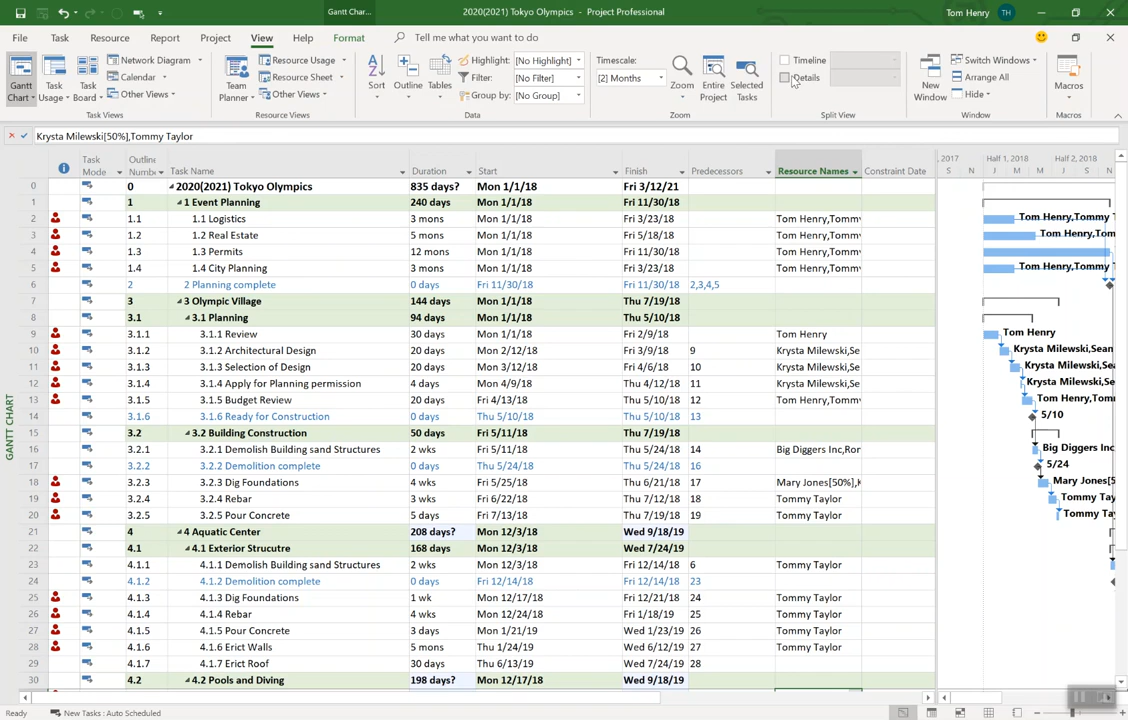 Gantt Char...
2020(2021) Tokyo Olympics - Project Professional
Tom Henry TH
File Task Resource Report Project View Help Format Tell me what you want to do
Gantt Chart Task Usage Task Board Network Diagram Calendar Other Views
Task Views
Team Planner Resource Usage Resource Sheet Other Views
Resource Views
Sort Outline Tables Highlight: [No Highlight] Filter: [No Filter] Group by: [No Group]
Data
Timescale: [2] Months Zoom Entire Project Selected Tasks
Zoom
Timeline Details
Split View
New Window Switch Windows Arrange All Hide
Window
Macros
Macros
Krysta Milewski[50%],Tommy Taylor
GANTT CHART
Task Mode Outline Numbe Task Name Duration Start Finish Predecessors Resource Names Constraint Date
, 2017 Half 1, 2018 Half 2, 2018
S N J M M J S N
0 0 2020(2021) Tokyo Olympics 835 days? Mon 1/1/18 Fri 3/12/21
1 1 1 Event Planning 240 days Mon 1/1/18 Fri 11/30/18
2 1.1 1.1 Logistics 3 mons Mon 1/1/18 Fri 3/23/18 Tom Henry,Tommy Tom Henry,Tommy T
3 1.2 1.2 Real Estate 5 mons Mon 1/1/18 Fri 5/18/18 Tom Henry,Tomm Tom Henry,Tom
4 1.3 1.3 Permits 12 mons Mon 1/1/18 Fri 11/30/18 Tom Henry,Tomm
5 1.4 1.4 City Planning 3 mons Mon 1/1/18 Fri 3/23/18 Tom Henry,Tomm Tom Henry,Tommy
6 2 2 Planning complete 0 days Fri 11/30/18 Fri 11/30/18 2,3,4,5
7 3 3 Olympic Village 144 days Mon 1/1/18 Thu 7/19/18
8 3.1 3.1 Planning 94 days Mon 1/1/18 Thu 5/10/18
9 3.1.1 3.1.1 Review 30 days Mon 1/1/18 Fri 2/9/18 Tom Henry Tom Henry
10 3.1.2 3.1.2 Architectural Design 20 days Mon 2/12/18 Fri 3/9/18 9 Krysta Milewski,Se Krysta Milewski,Sean
11 3.1.3 3.1.3 Selection of Design 20 days Mon 3/12/18 Fri 4/6/18 10 Krysta Milewski,Se Krysta Milewski,Sea
12 3.1.4 3.1.4 Apply for Planning permission 4 days Mon 4/9/18 Thu 4/12/18 11 Krysta Milewski,Se Krysta Milewski,Se
13 3.1.5 3.1.5 Budget Review 20 days Fri 4/13/18 Thu 5/10/18 12 Tom Henry,Tomm Tom Henry,Tomm
14 3.1.6 3.1.6 Ready for Construction 0 days Thu 5/10/18 Thu 5/10/18 13 5/10
15 3.2 3.2 Building Construction 50 days Fri 5/11/18 Thu 7/19/18
16 3.2.1 3.2.1 Demolish Building sand Structures 2 wks Fri 5/11/18 Thu 5/24/18 14 Big Diggers Inc,Ror Big Diggers Inc
17 3.2.2 3.2.2 Demolition complete 0 days Thu 5/24/18 Thu 5/24/18 16 5/24
18 3.2.3 3.2.3 Dig Foundations 4 wks Fri 5/25/18 Thu 6/21/18 17 Mary Jones[50%],K Mary Jones[5
19 3.2.4 3.2.4 Rebar 3 wks Fri 6/22/18 Thu 7/12/18 18 Tommy Taylor Tommy Tay
20 3.2.5 3.2.5 Pour Concrete 5 days Fri 7/13/18 Thu 7/19/18 19 Tommy Taylor Tommy Ta
21 4 4 Aquatic Center 208 days? Mon 12/3/18 Wed 9/18/19
22 4.1 4.1 Exterior Strucutre 168 days Mon 12/3/18 Wed 7/24/19
23 4.1.1 4.1.1 Demolish Building sand Structures 2 wks Mon 12/3/18 Fri 12/14/18 6 Tommy Taylor
24 4.1.2 4.1.2 Demolition complete 0 days Fri 12/14/18 Fri 12/14/18 23
25 4.1.3 4.1.3 Dig Foundations 1 wk Mon 12/17/18 Fri 12/21/18 24 Tommy Taylor
26 4.1.4 4.1.4 Rebar 4 wks Mon 12/24/18 Fri 1/18/19 25 Tommy Taylor
27 4.1.5 4.1.5 Pour Concrete 3 days Mon 1/21/19 Wed 1/23/19 26 Tommy Taylor
28 4.1.6 4.1.6 Erict Walls 5 mons Thu 1/24/19 Wed 6/12/19 27 Tommy Taylor
29 4.1.7 4.1.7 Erict Roof 30 days Thu 6/13/19 Wed 7/24/19 28
30 4.2 4.2 Pools and Diving 198 days? Mon 12/17/18 Wed 9/18/19
Ready New Tasks : Auto Scheduled